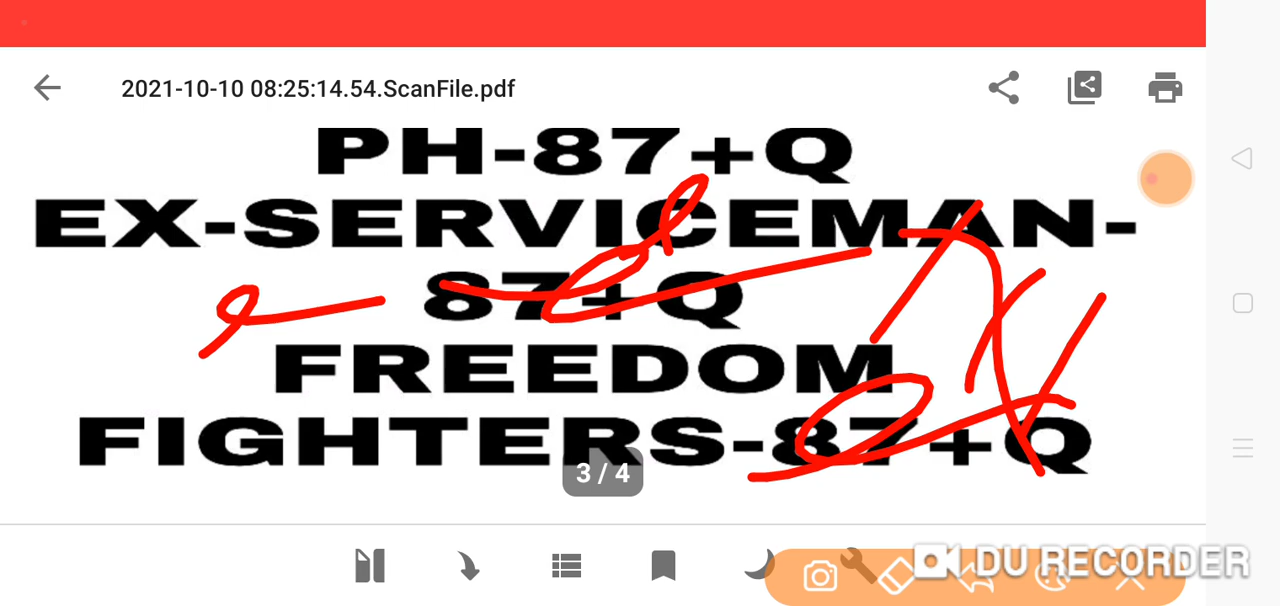 2021-10-10 08:25:14.54.ScanFile.pdf
PH-87+Q
EX-SERVICEMAN-
87+Q
FREEDOM
FIGHTERS-87+Q
3 / 4
DU RECORDER